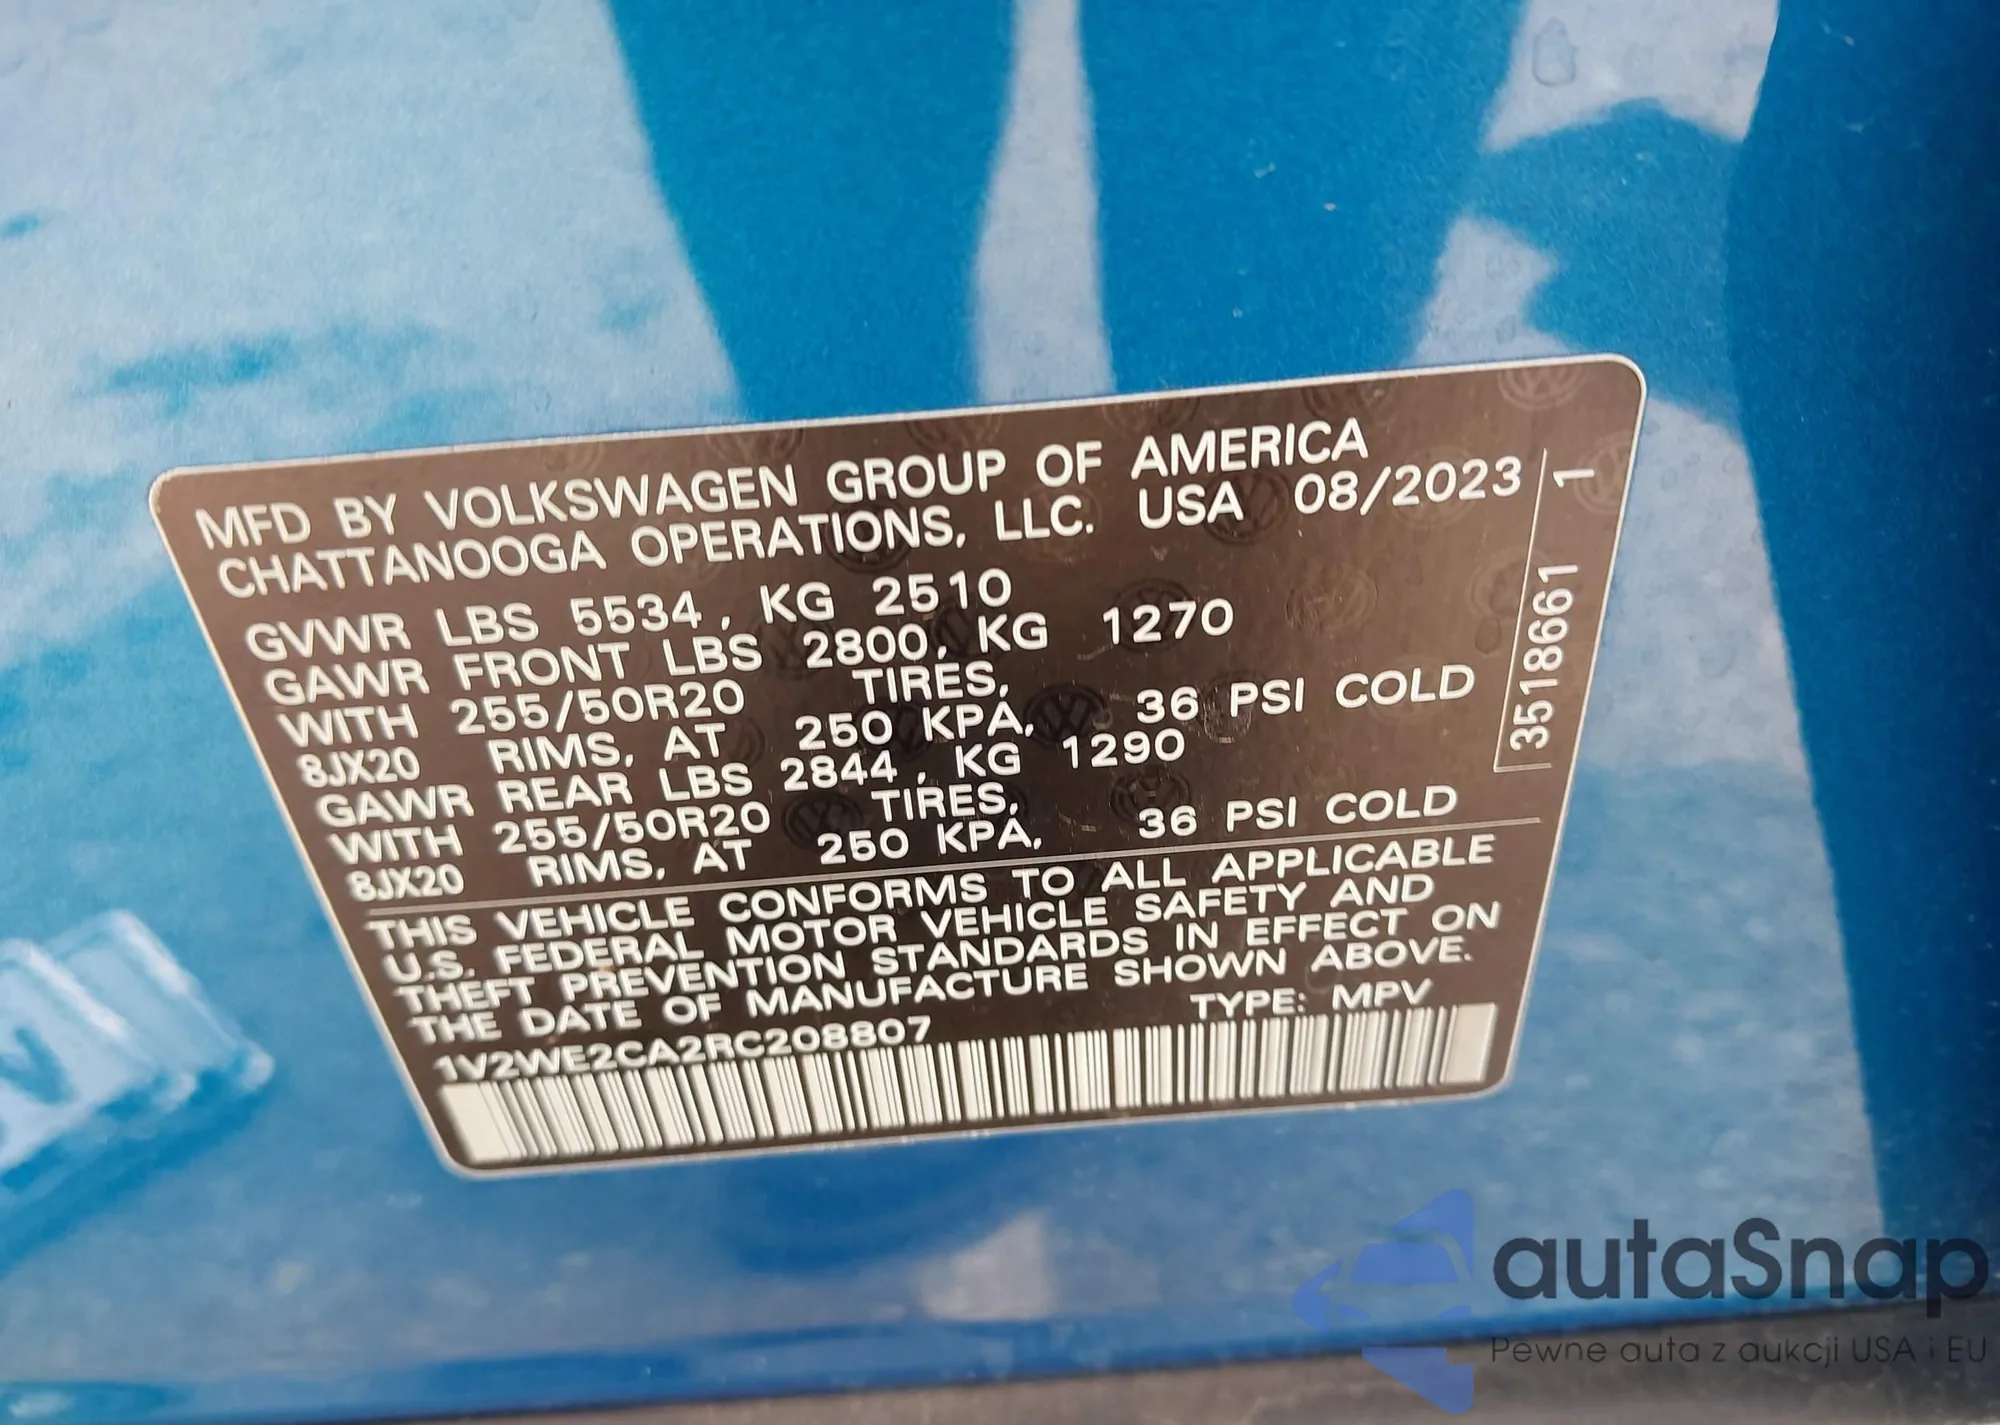 MFD BY VOLKSWAGEN GROUP OF AMERICA
CHATTANOOGA OPERATIONS, LLC. USA 08/2023
GVWR LBS 5534, KG 2510
GAWR FRONT LBS 2800, KG 1270
WITH 255/50R20 TIRES,
8JX20 RIMS, AT 250 KPA, 36 PSI COLD
GAWR REAR LBS 2844, KG 1290
WITH 255/50R20 TIRES,
8JX20 RIMS, AT 250 KPA, 36 PSI COLD
THIS VEHICLE CONFORMS TO ALL APPLICABLE
U.S. FEDERAL MOTOR VEHICLE SAFETY AND
THEFT PREVENTION STANDARDS IN EFFECT ON
THE DATE OF MANUFACTURE SHOWN ABOVE.
1V2WE2CA2RC208807 TYPE: MPV
3518661 1
autaSnap
Pewne auta z aukcji USA i EU